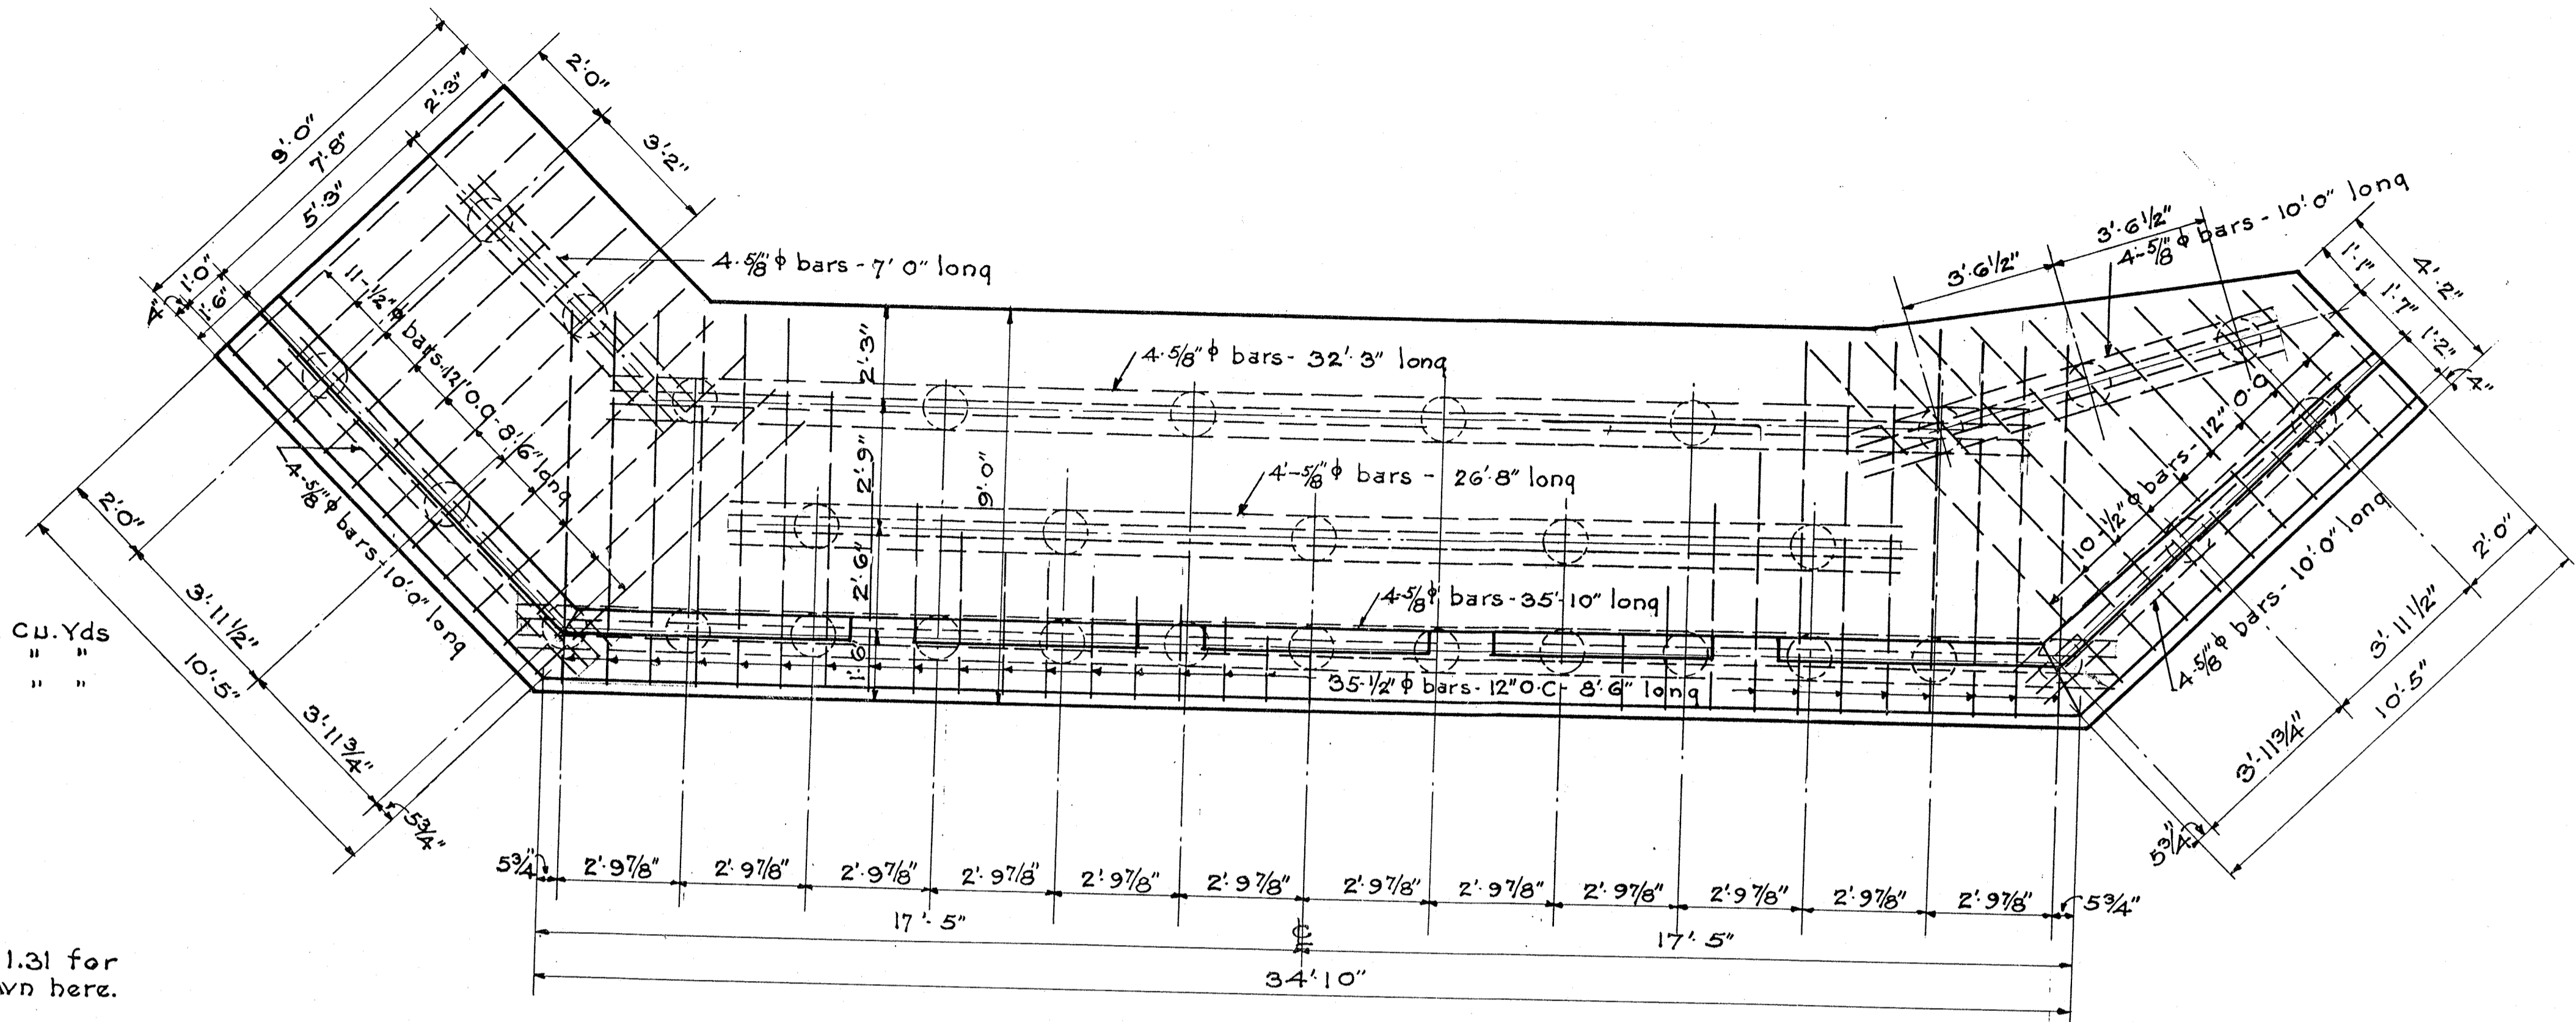 9'-0"
7'-8"
5'-3"
2'-3"
1'-0"
4"
1'-6"
2'-0"
3'-2"
4-5/8" ϕ bars - 7'0" long
11-1/2" ϕ bars-12" O.C-8'-6" long
4-5/8" ϕ bars-10'-0" long
2'-0"
3'-11 1/2"
10'-5"
3'-11 3/4"
5 3/4"
Cu.Yds
" "
" "
1.31 for
wn here.
2'-3"
2'-9"
2'-6"
1'-6"
9'-0"
4-5/8" ϕ bars - 32'-3" long
4'-5/8" ϕ bars - 26'-8" long
4-5/8" ϕ bars-35'-10" long
35-1/2" ϕ bars-12"O.C- 8'-6" long
3'-6 1/2"
3'-6 1/2"
4-5/8" ϕ bars-10'-0" long
4'-2"
1'-1"
1'-7"
1'-2"
4"
10-1/2" ϕ bars-12" O.C
4-5/8" ϕ bars-10'-0" long
2'-0"
3'-11 1/2"
10'-5"
3'-11 3/4"
5 3/4"
5 3/4" 2'-9 7/8" 2'-9 7/8" 2'-9 7/8" 2'-9 7/8" 2'-9 7/8" 2'-9 7/8" 2'-9 7/8" 2'-9 7/8" 2'-9 7/8" 2'-9 7/8" 2'-9 7/8" 2'-9 7/8" 5 3/4"
17'-5" ℄ 17'-5"
34'-10"